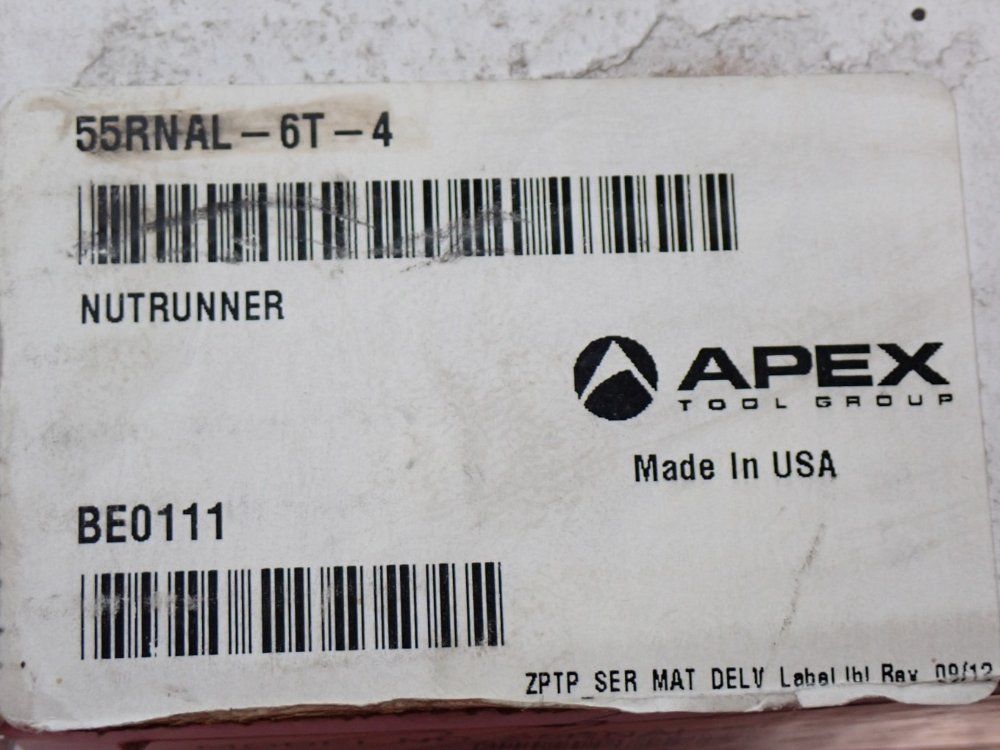 55RNAL-6T-4
NUTRUNNER
APEX
TOOL GROUP
Made In USA
BE0111
ZPTP_SER MAT DELV Label lbl Rev 09/12